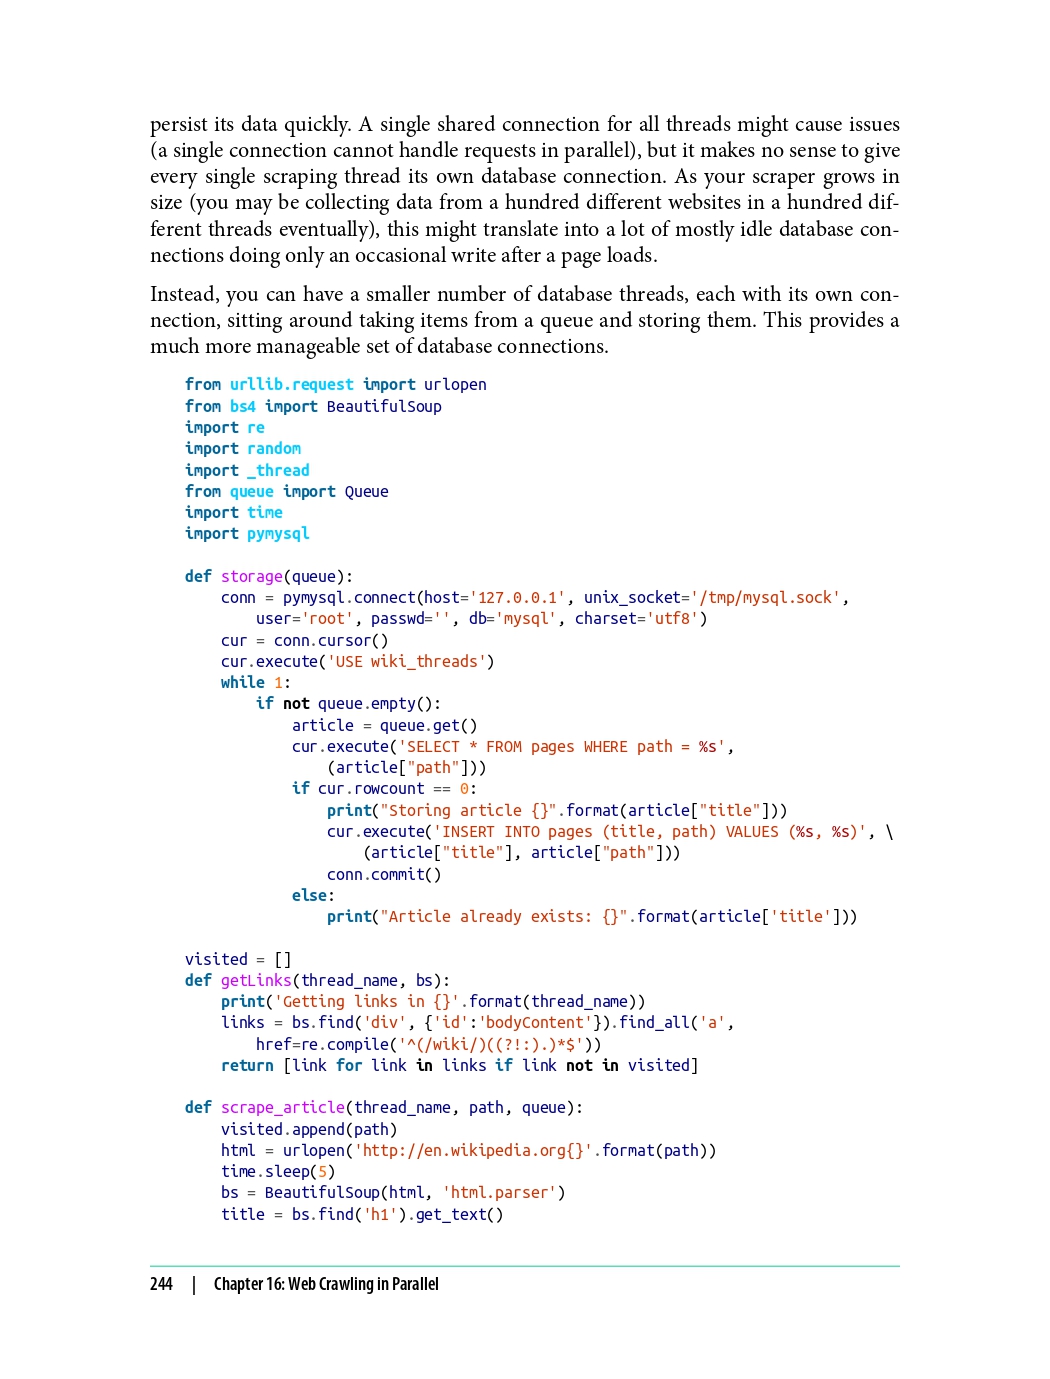 persist its data quickly. A single shared connection for all threads might cause issues
(a single connection cannot handle requests in parallel), but it makes no sense to give
every single scraping thread its own database connection. As your scraper grows in
size (you may be collecting data from a hundred different websites in a hundred dif-
ferent threads eventually), this might translate into a lot of mostly idle database con-
nections doing only an occasional write after a page loads.
Instead, you can have a smaller number of database threads, each with its own con-
nection, sitting around taking items from a queue and storing them. This provides a
much more manageable set of database connections.
from urllib.request import urlopen
from bs4 import BeautifulSoup
import re
import random
import _thread
from queue import Queue
import time
import pymysql

def storage(queue):
    conn = pymysql.connect(host='127.0.0.1', unix_socket='/tmp/mysql.sock',
        user='root', passwd='', db='mysql', charset='utf8')
    cur = conn.cursor()
    cur.execute('USE wiki_threads')
    while 1:
        if not queue.empty():
            article = queue.get()
            cur.execute('SELECT * FROM pages WHERE path = %s',
                (article["path"]))
            if cur.rowcount == 0:
                print("Storing article {}".format(article["title"]))
                cur.execute('INSERT INTO pages (title, path) VALUES (%s, %s)', \
                    (article["title"], article["path"]))
                conn.commit()
            else:
                print("Article already exists: {}".format(article['title']))

visited = []
def getLinks(thread_name, bs):
    print('Getting links in {}'.format(thread_name))
    links = bs.find('div', {'id':'bodyContent'}).find_all('a',
        href=re.compile('^(/wiki/)((?!:).)*$'))
    return [link for link in links if link not in visited]

def scrape_article(thread_name, path, queue):
    visited.append(path)
    html = urlopen('http://en.wikipedia.org{}'.format(path))
    time.sleep(5)
    bs = BeautifulSoup(html, 'html.parser')
    title = bs.find('h1').get_text()
244 | Chapter 16: Web Crawling in Parallel